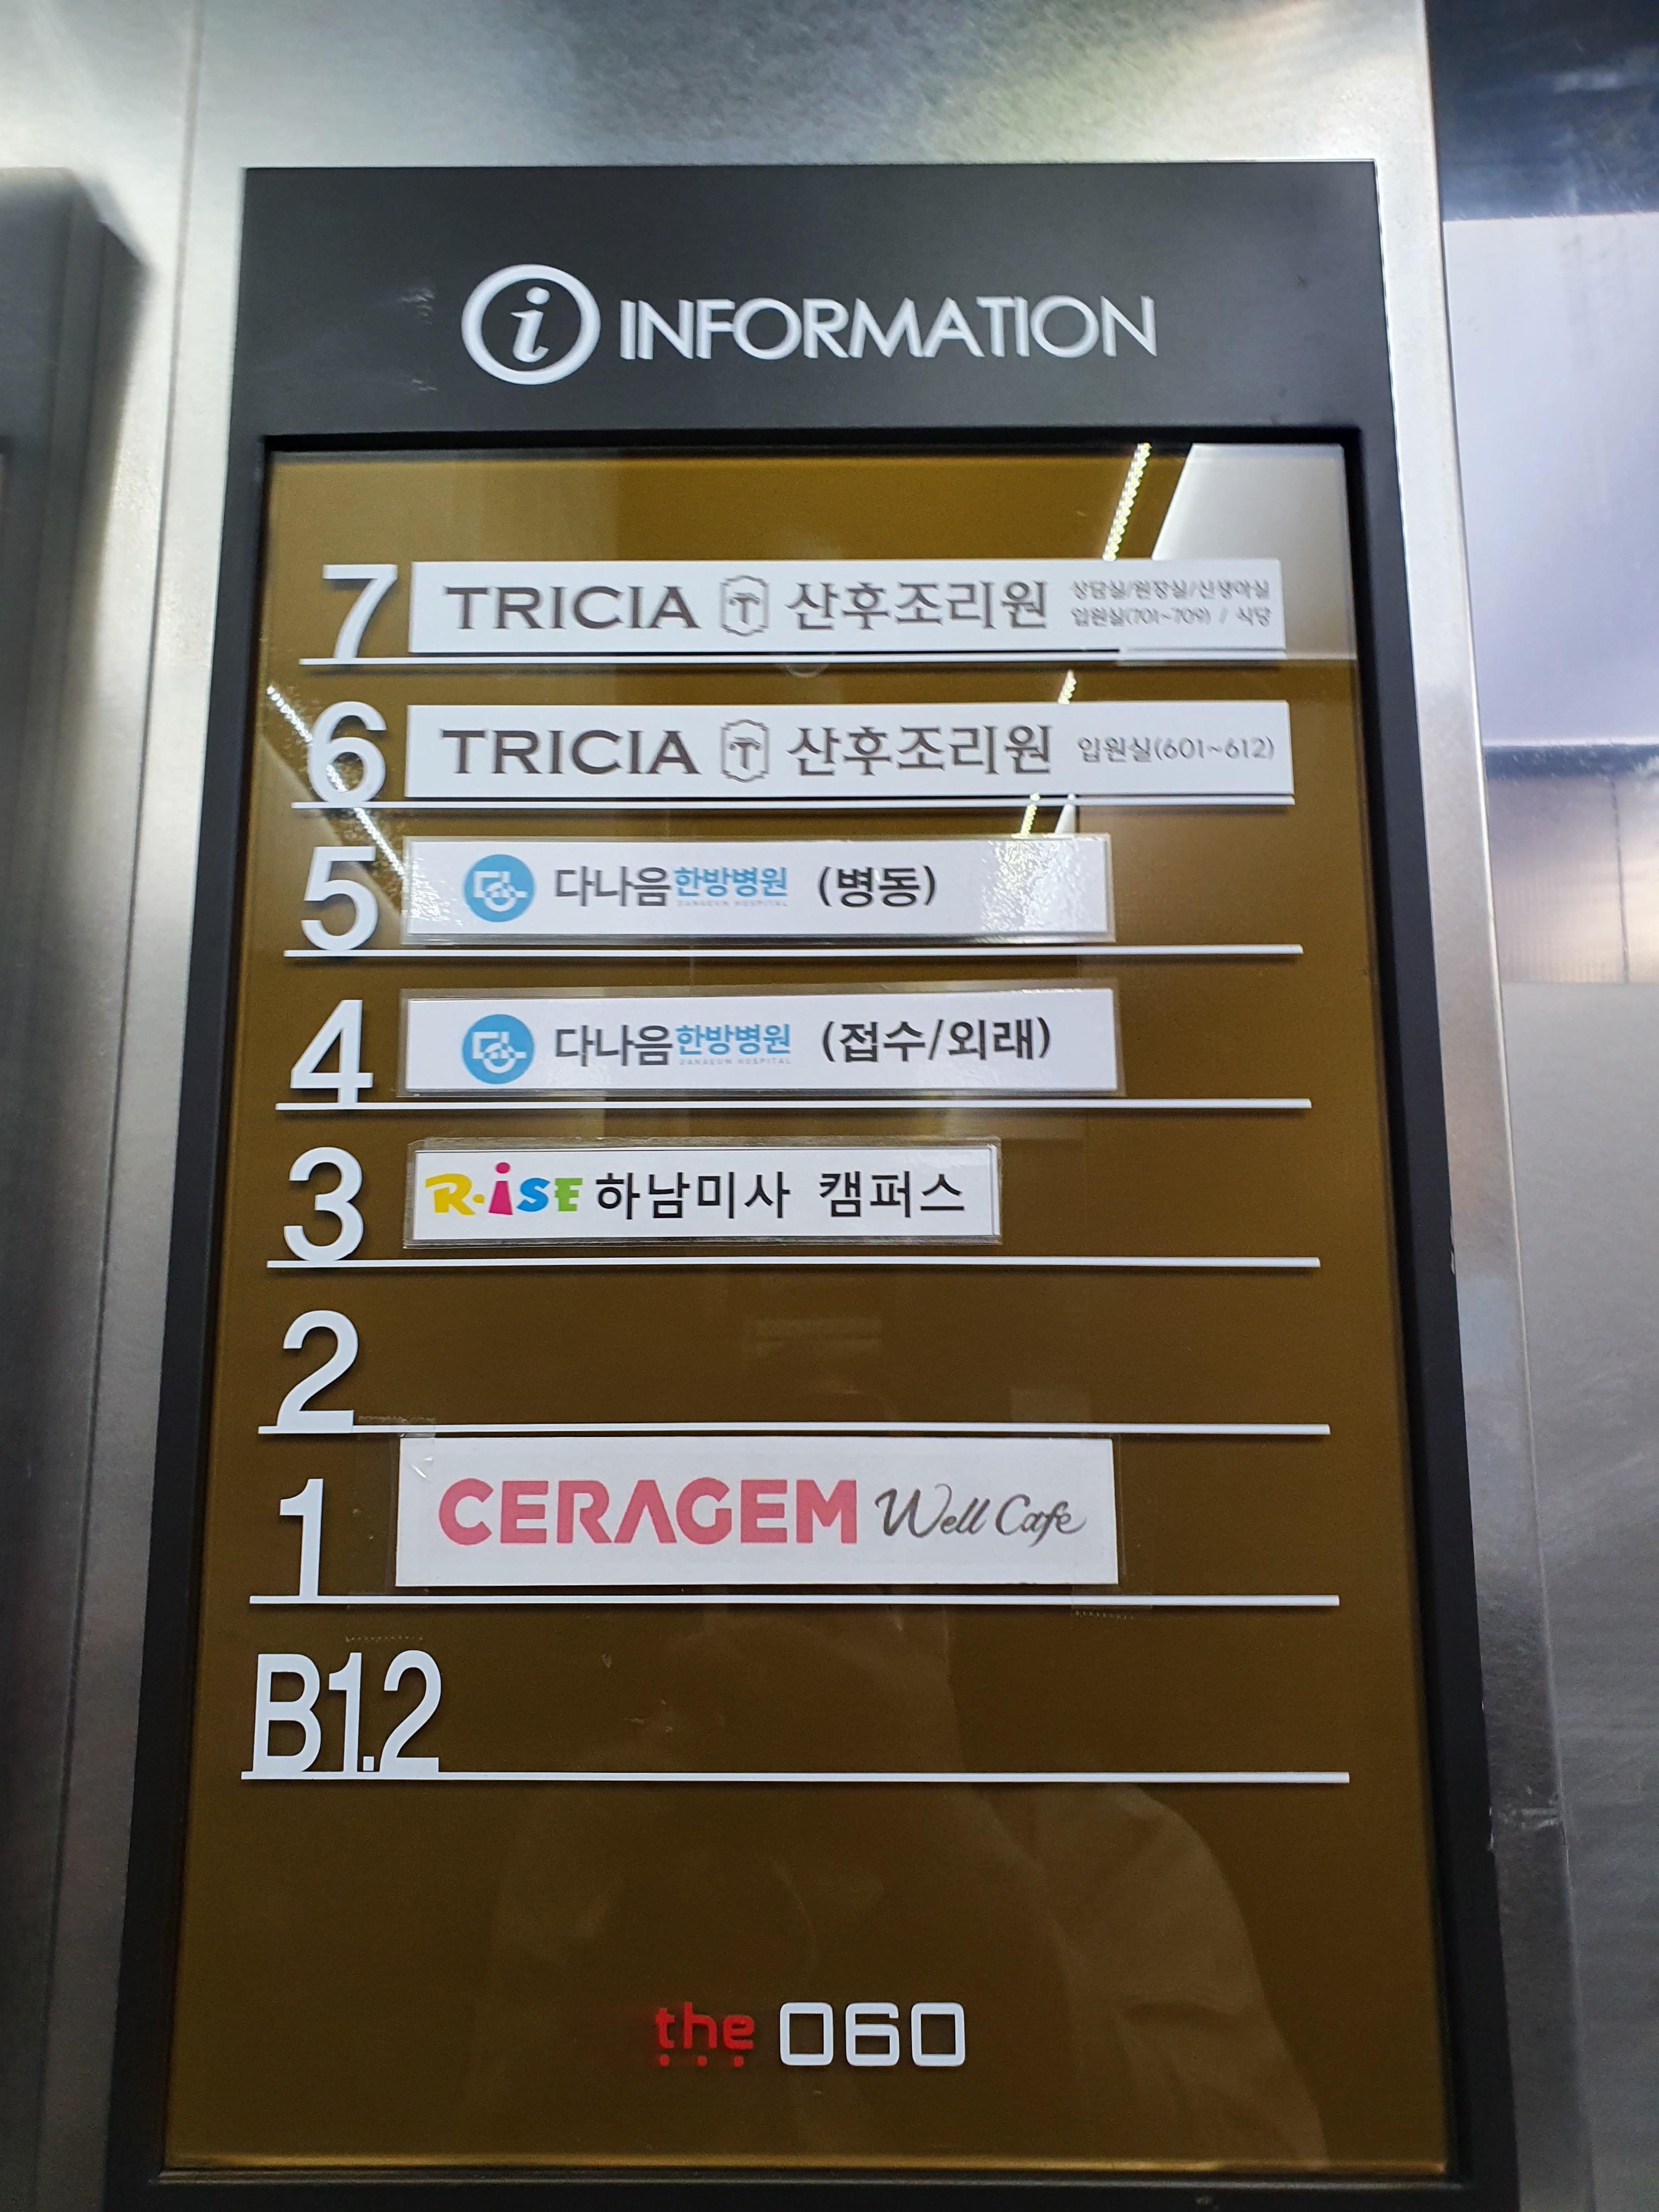 i INFORMATION
7 TRICIA T 산후조리원 상담실/원장실/신생아실
입원실(701~709) / 식당
6 TRICIA T 산후조리원 입원실(601~612)
5 다나음한방병원 (병동)
DANAEUN HOSPITAL
4 다나음한방병원 (접수/외래)
DANAEUN HOSPITAL
3 R·iSE 하남미사 캠퍼스
2
1 CERAGEM Well Cafe
B1.2
the 060